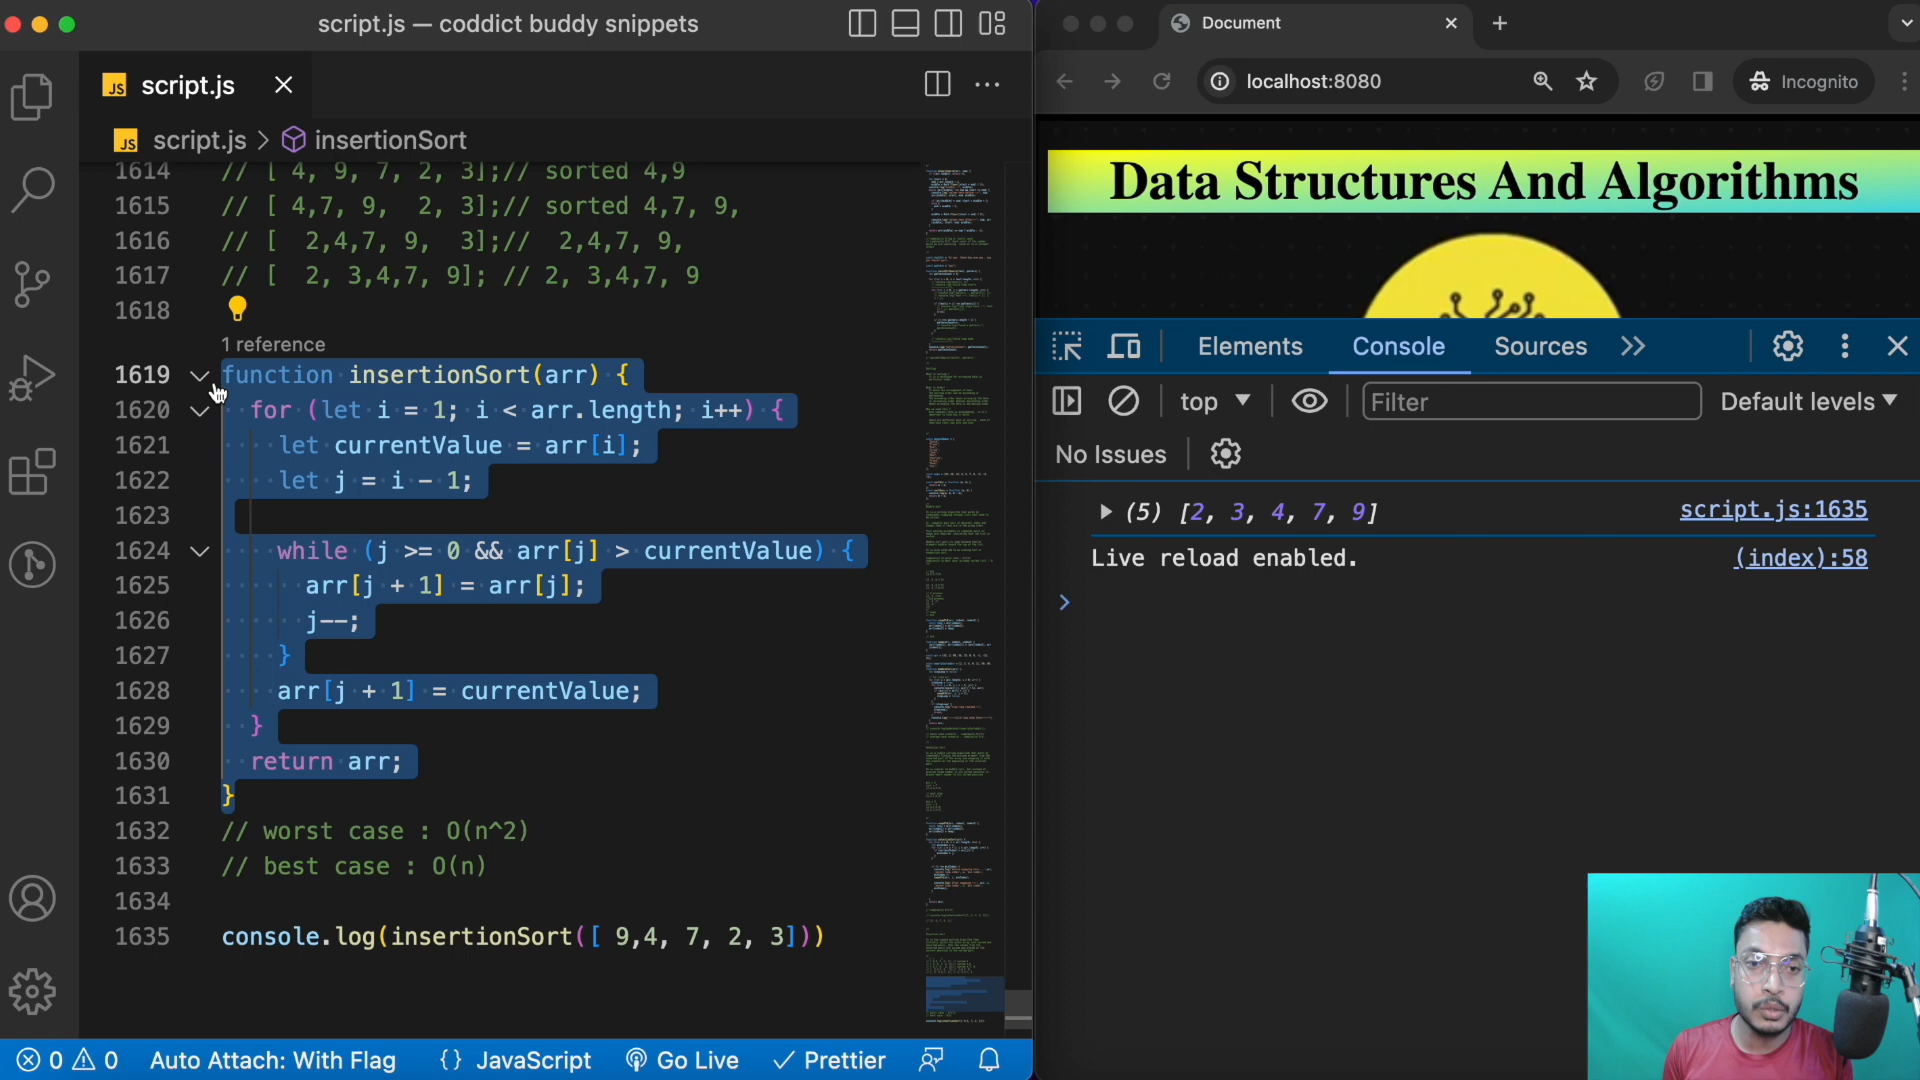 script.js — coddict buddy snippets
JS script.js
JS script.js > insertionSort
1614 // [ 4, 9, 7, 2, 3];// sorted 4,9
1615 // [ 4,7, 9,  2, 3];// sorted 4,7, 9,
1616 // [  2,4,7, 9,  3];//  2,4,7, 9,
1617 // [  2, 3,4,7, 9]; // 2, 3,4,7, 9
1618
1 reference
1619 function insertionSort(arr) {
1620   for (let i = 1; i < arr.length; i++) {
1621     let currentValue = arr[i];
1622     let j = i - 1;
1623
1624     while (j >= 0 && arr[j] > currentValue) {
1625       arr[j + 1] = arr[j];
1626       j--;
1627     }
1628     arr[j + 1] = currentValue;
1629   }
1630   return arr;
1631 }
1632 // worst case : O(n^2)
1633 // best case : O(n)
1634
1635 console.log(insertionSort([ 9,4, 7, 2, 3]))
0 0 Auto Attach: With Flag {} JavaScript Go Live Prettier
Document
localhost:8080
Incognito
Data Structures And Algorithms
Elements Console Sources
top Filter Default levels
No Issues
(5) [2, 3, 4, 7, 9] script.js:1635
Live reload enabled. (index):58